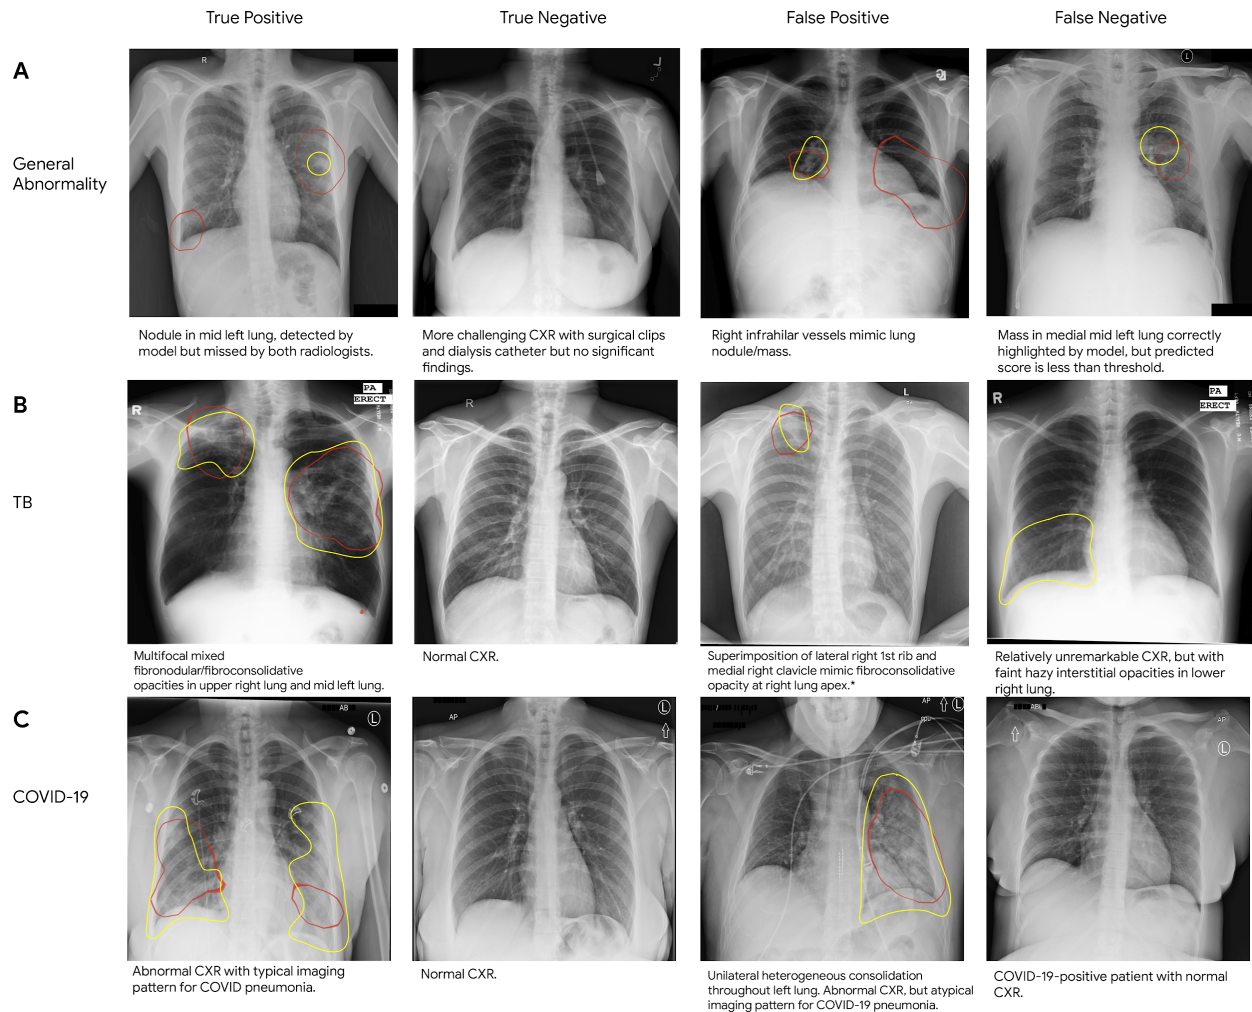 True Positive
True Negative
False Positive
False Negative
A
General
Abnormality
R
L
L
Nodule in mid left lung, detected by
model but missed by both radiologists.
More challenging CXR with surgical clips
and dialysis catheter but no significant
findings.
Right infrahilar vessels mimic lung
nodule/mass.
Mass in medial mid left lung correctly
highlighted by model, but predicted
score is less than threshold.
B
TB
R
PA
ERECT
R
L
R
PA
ERECT
Multifocal mixed
fibronodular/fibroconsolidative
opacities in upper right lung and mid left lung.
Normal CXR.
Superimposition of lateral right 1st rib and
medial right clavicle mimic fibroconsolidative
opacity at right lung apex.*
Relatively unremarkable CXR, but with
faint hazy interstitial opacities in lower
right lung.
C
COVID-19
AB
L
AP
L
AP
L
AP
L
Abnormal CXR with typical imaging
pattern for COVID pneumonia.
Normal CXR.
Unilateral heterogeneous consolidation
throughout left lung. Abnormal CXR, but atypical
imaging pattern for COVID-19 pneumonia.
COVID-19-positive patient with normal
CXR.